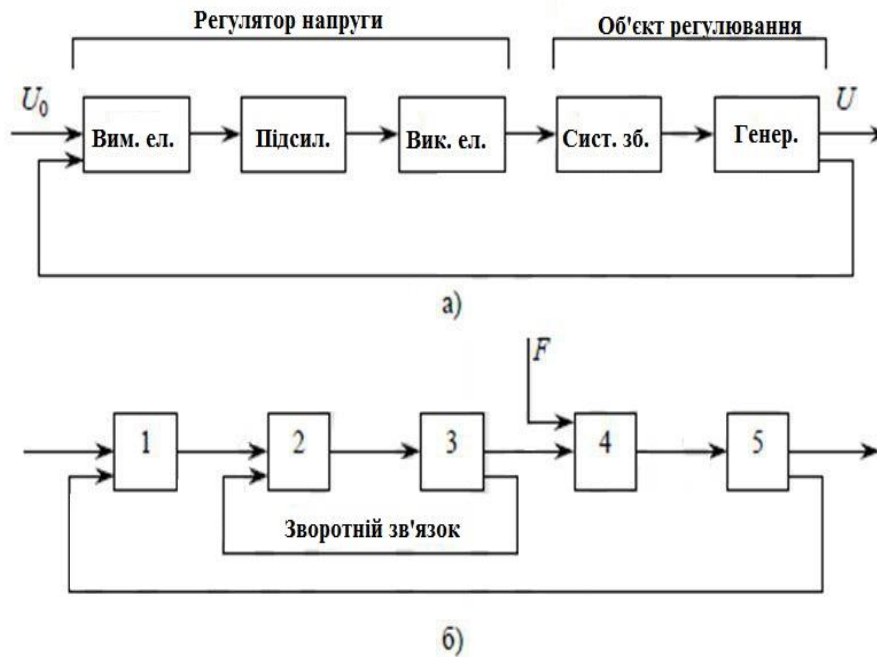 Регулятор напруги
Об'єкт регулювання
U₀
U
Вим. ел.
Підсил.
Вик. ел.
Сист. зб.
Генер.
а)
F
1
2
3
4
5
Зворотній зв'язок
б)